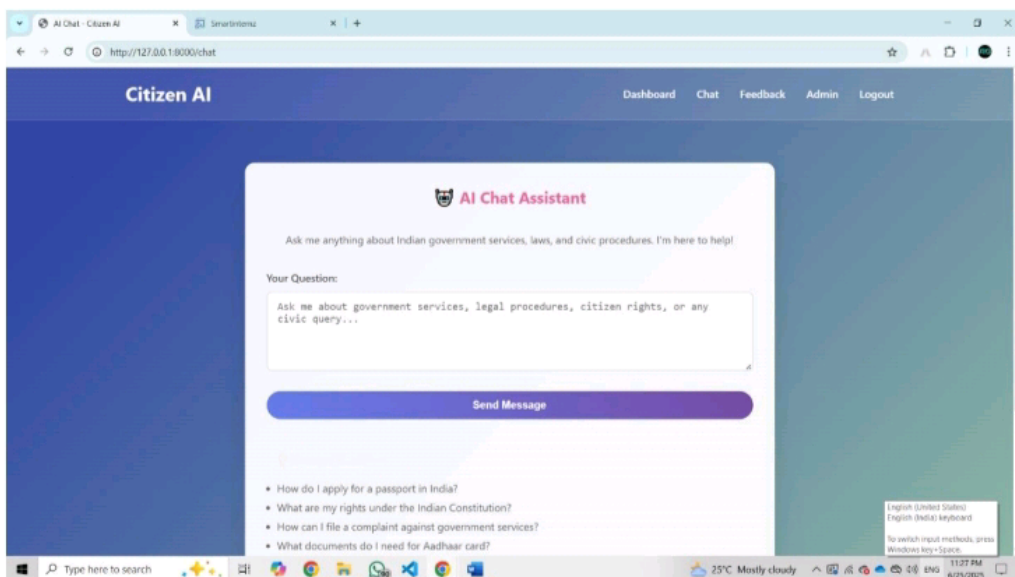 AI Chat - Citizen AI
SmartInternz
http://127.0.0.1:8000/chat
Citizen AI
Dashboard Chat Feedback Admin Logout
AI Chat Assistant
Ask me anything about Indian government services, laws, and civic procedures. I'm here to help!
Your Question:
Ask me about government services, legal procedures, citizen rights, or any
civic query...
Send Message
How do I apply for a passport in India?
What are my rights under the Indian Constitution?
How can I file a complaint against government services?
What documents do I need for Aadhaar card?
English (United States)
English (India) keyboard
To switch input methods, press
Windows key+Space.
Type here to search
25°C Mostly cloudy
ENG
11:27 PM
6/25/2025